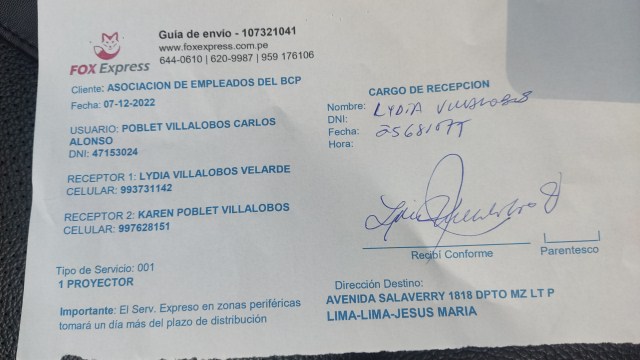 FOX Express
Guia de envío - 107321041
www.foxexpress.com.pe
644-0610 | 620-9987 | 959 176106
Cliente: ASOCIACION DE EMPLEADOS DEL BCP
Fecha: 07-12-2022
USUARIO: POBLET VILLALOBOS CARLOS
ALONSO
DNI: 47153024
RECEPTOR 1: LYDIA VILLALOBOS VELARDE
CELULAR: 993731142
RECEPTOR 2: KAREN POBLET VILLALOBOS
CELULAR: 997628151
Tipo de Servicio: 001
1 PROYECTOR
Importante: El Serv. Expreso en zonas periféricas
tomará un día más del plazo de distribución
CARGO DE RECEPCION
Nombre: LYDIA VILLALOBOS
DNI:
Fecha:
Hora:
Recibí Conforme
Parentesco
Dirección Destino:
AVENIDA SALAVERRY 1818 DPTO MZ LT P
LIMA-LIMA-JESUS MARIA